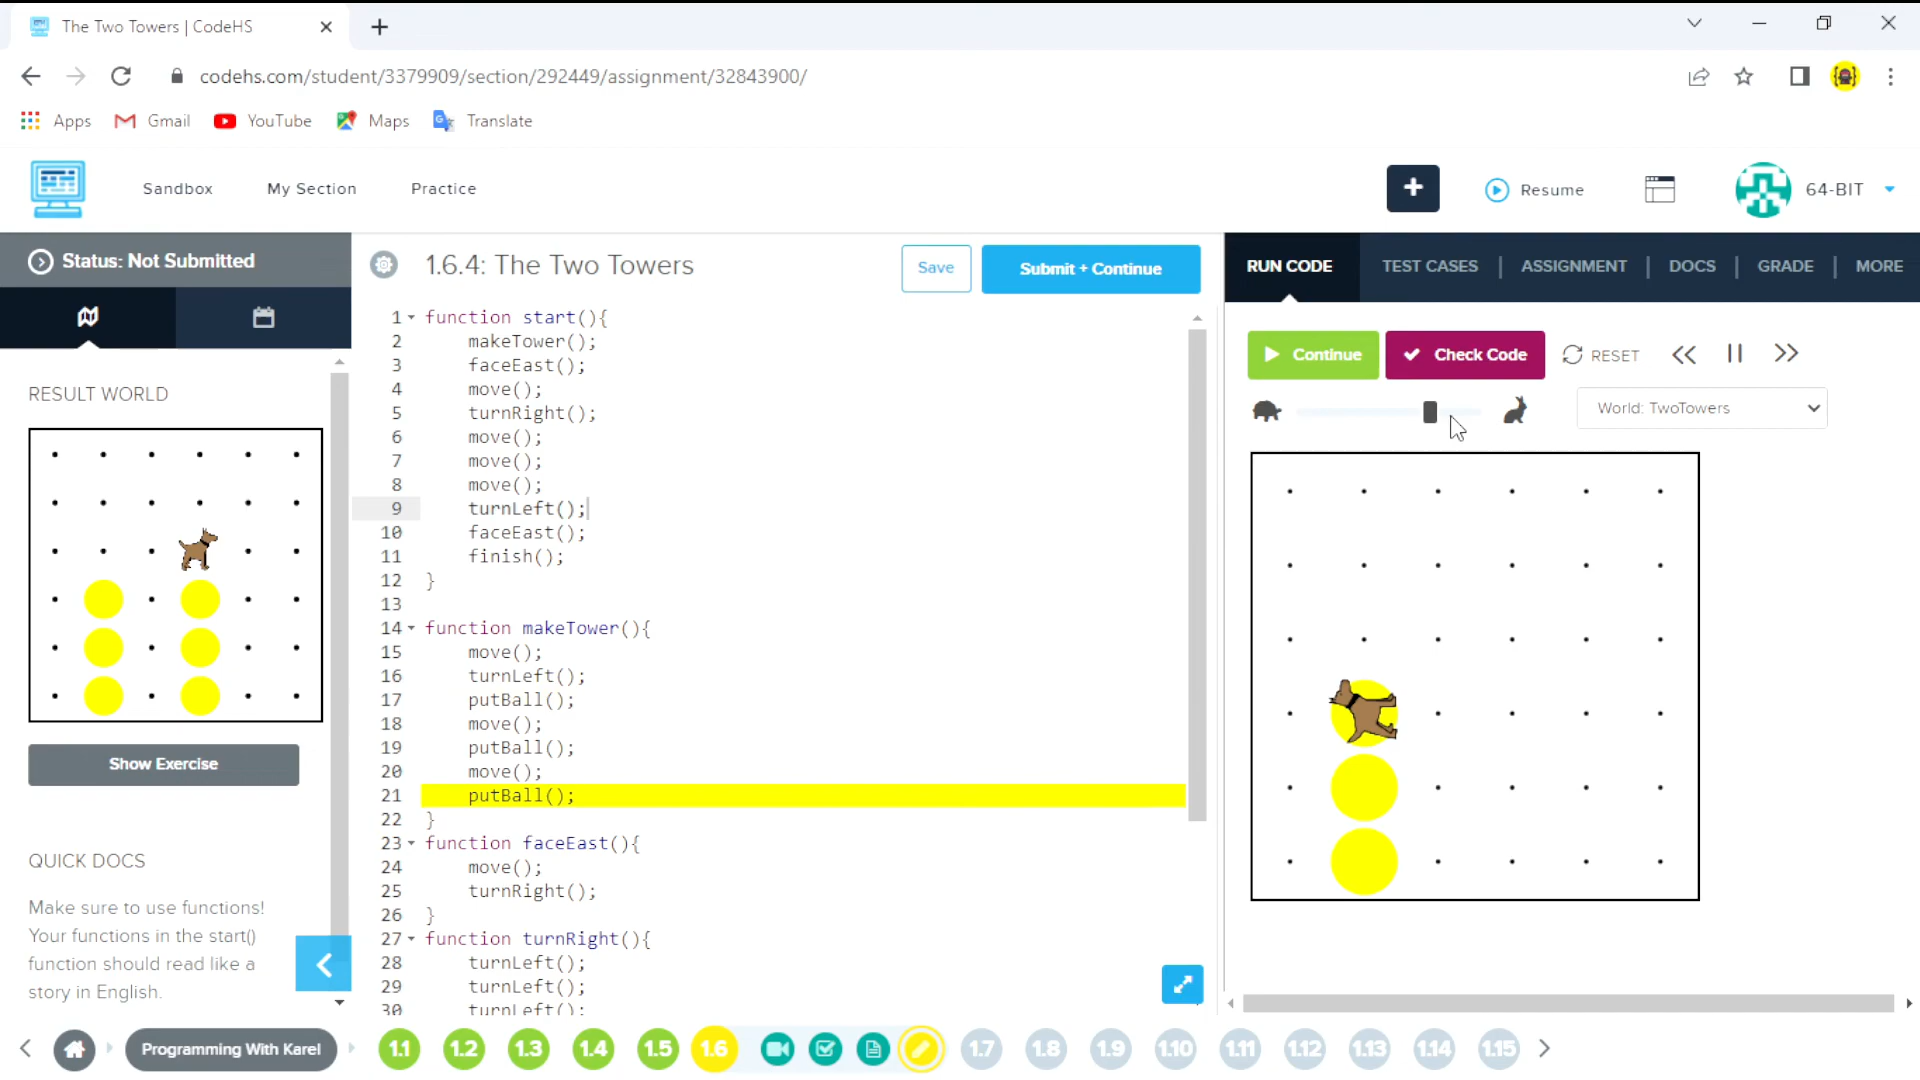 The Two Towers | CodeHS
codehs.com/student/3379909/section/292449/assignment/32843900/
Apps Gmail YouTube Maps Translate
Sandbox My Section Practice
+ Resume 64-BIT
Status: Not Submitted
1.6.4: The Two Towers
Save
Submit + Continue
RUN CODE TEST CASES ASSIGNMENT DOCS GRADE MORE
RESULT WORLD
Show Exercise
QUICK DOCS
Make sure to use functions!
Your functions in the start()
function should read like a
story in English.
1 function start(){
2 makeTower();
3 faceEast();
4 move();
5 turnRight();
6 move();
7 move();
8 move();
9 turnLeft();
10 faceEast();
11 finish();
12 }
13
14 function makeTower(){
15 move();
16 turnLeft();
17 putBall();
18 move();
19 putBall();
20 move();
21 putBall();
22 }
23 function faceEast(){
24 move();
25 turnRight();
26 }
27 function turnRight(){
28 turnLeft();
29 turnLeft();
30 turnLeft();
Continue Check Code RESET
World: TwoTowers
Programming With Karel 1.1 1.2 1.3 1.4 1.5 1.6 1.7 1.8 1.9 1.10 1.11 1.12 1.13 1.14 1.15